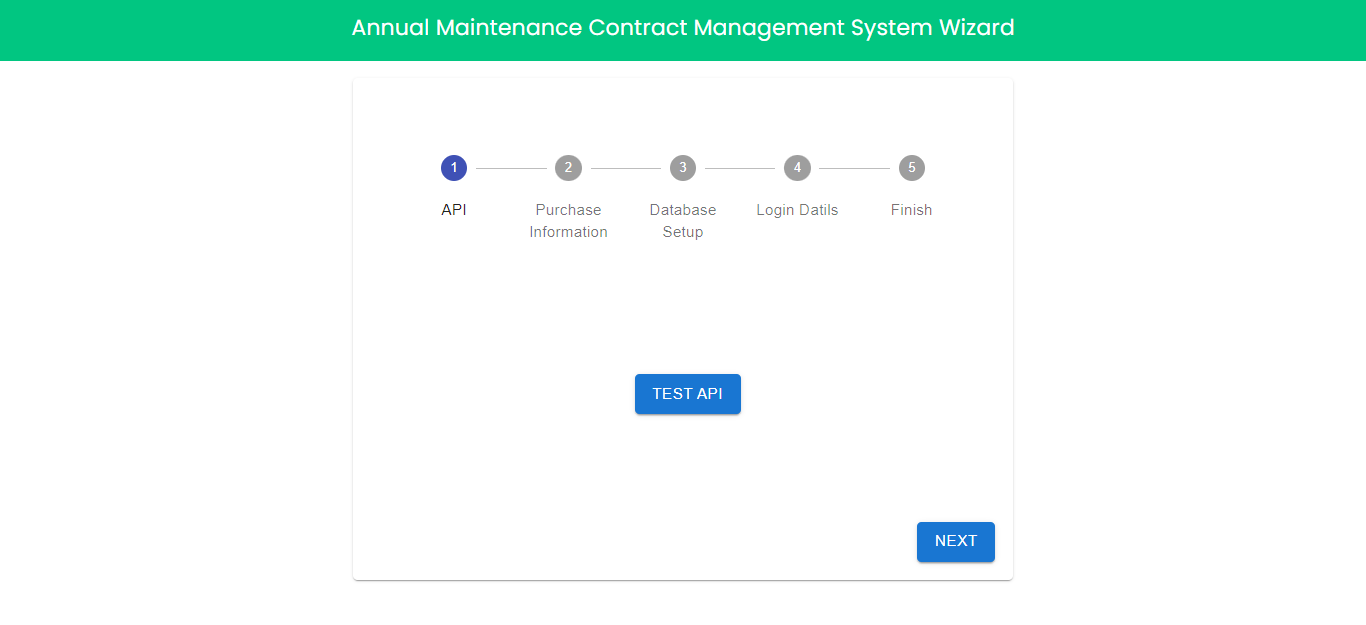 Annual Maintenance Contract Management System Wizard
1
2
3
4
5
API
Purchase
Information
Database
Setup
Login Datils
Finish
TEST API
NEXT